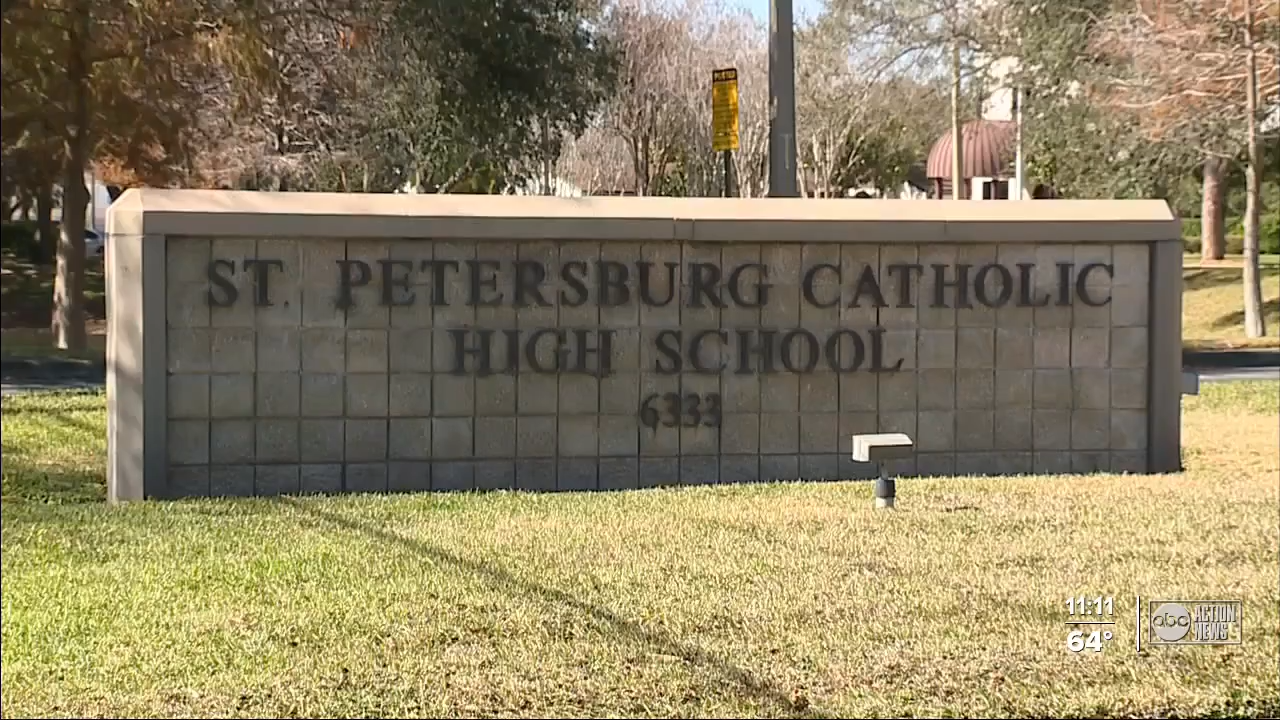 ST. PETERSBURG CATHOLIC
HIGH SCHOOL
6333
11:11
64°
abc
ACTION
NEWS